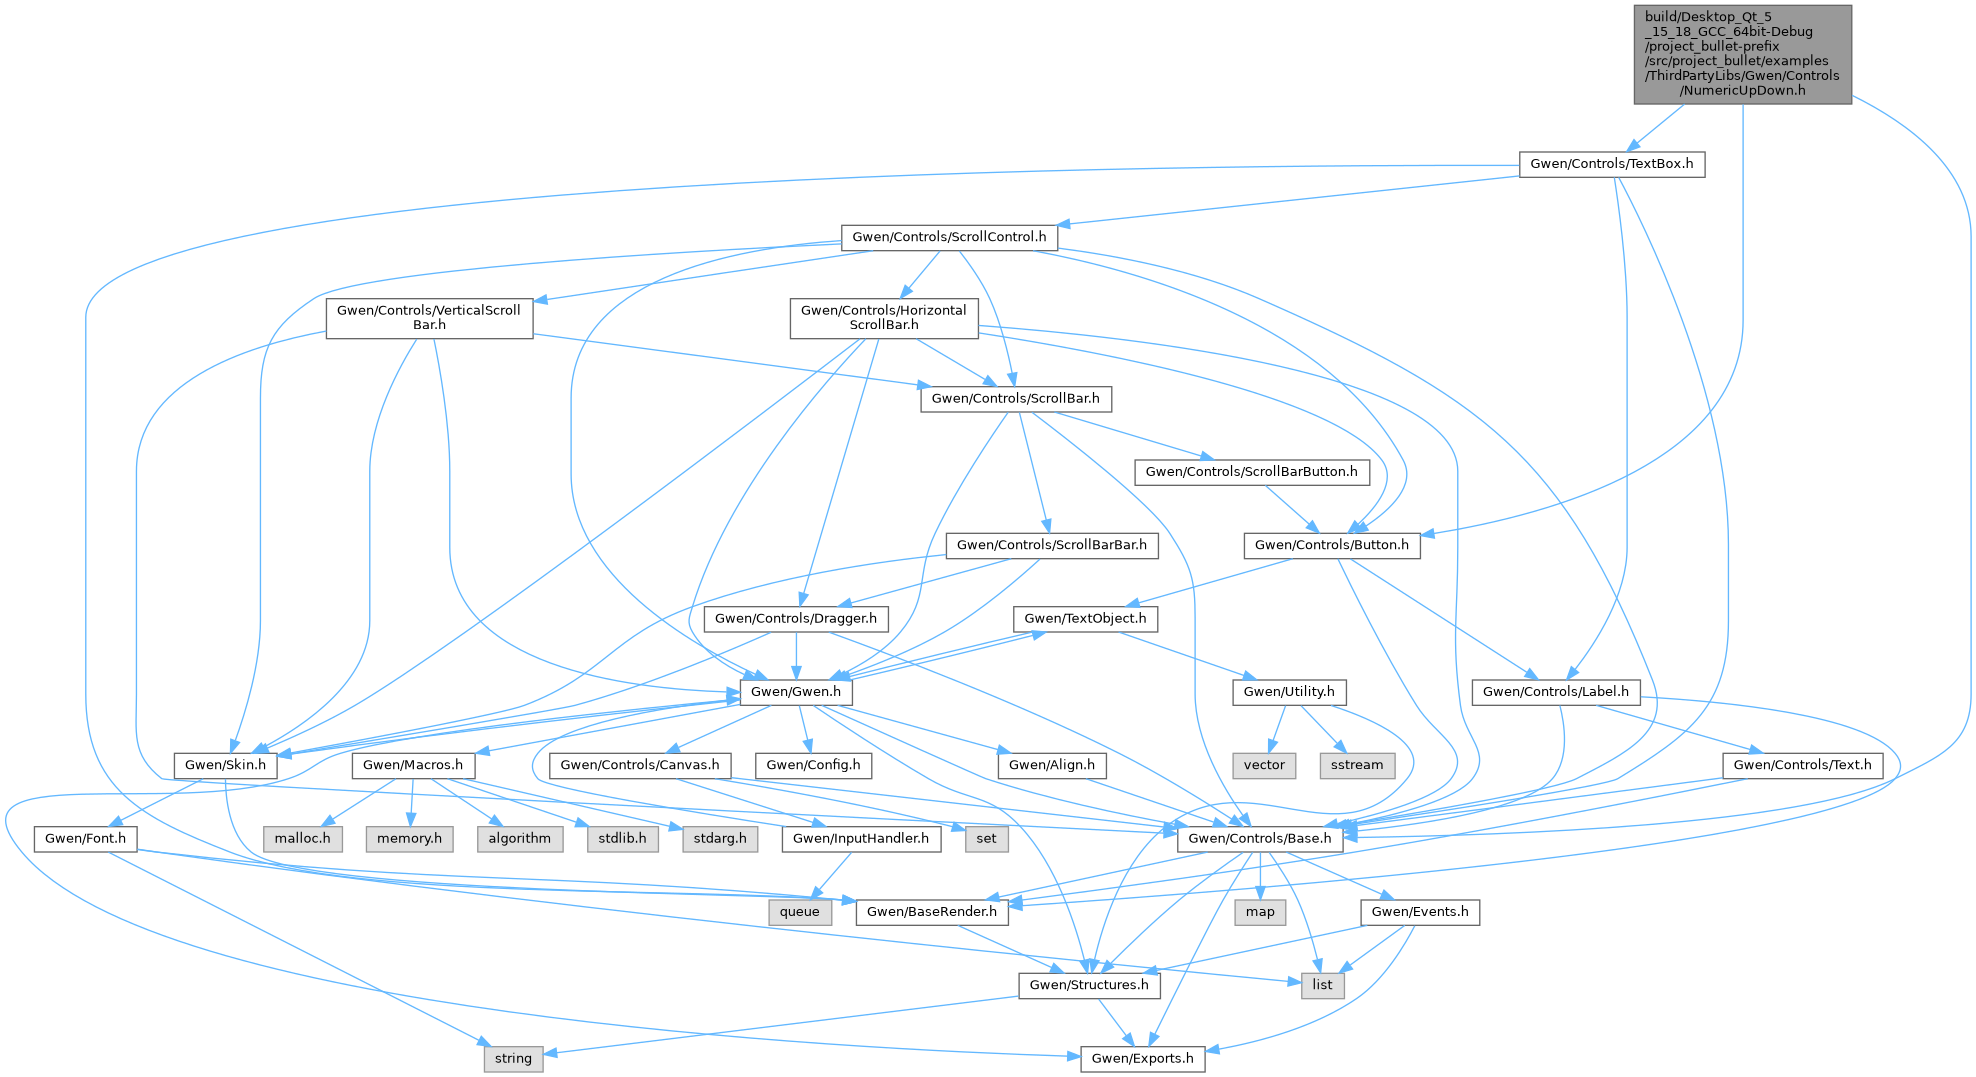 build/Desktop_Qt_5
_15_18_GCC_64bit-Debug
/project_bullet-prefix
/src/project_bullet/examples
/ThirdPartyLibs/Gwen/Controls
/NumericUpDown.h
Gwen/Controls/TextBox.h
Gwen/Controls/ScrollControl.h
Gwen/Controls/VerticalScroll
Bar.h
Gwen/Controls/Horizontal
ScrollBar.h
Gwen/Controls/ScrollBar.h
Gwen/Controls/ScrollBarButton.h
Gwen/Controls/ScrollBarBar.h
Gwen/Controls/Button.h
Gwen/Controls/Dragger.h
Gwen/TextObject.h
Gwen/Gwen.h
Gwen/Utility.h
Gwen/Controls/Label.h
Gwen/Skin.h
Gwen/Macros.h
Gwen/Controls/Canvas.h
Gwen/Config.h
Gwen/Align.h
vector
sstream
Gwen/Controls/Text.h
Gwen/Font.h
malloc.h
memory.h
algorithm
stdlib.h
stdarg.h
Gwen/InputHandler.h
set
Gwen/Controls/Base.h
queue
Gwen/BaseRender.h
map
Gwen/Events.h
Gwen/Structures.h
list
string
Gwen/Exports.h